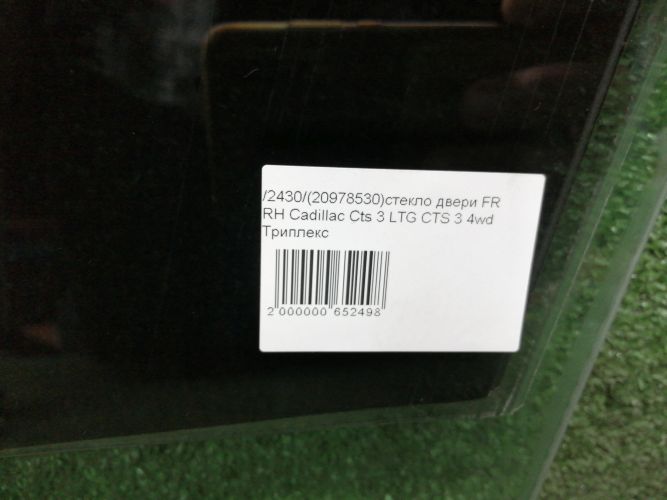 /2430/(20978530)стекло двери FR
RH Cadillac Cts 3 LTG CTS 3 4wd
Триплекс
2 000000 652498